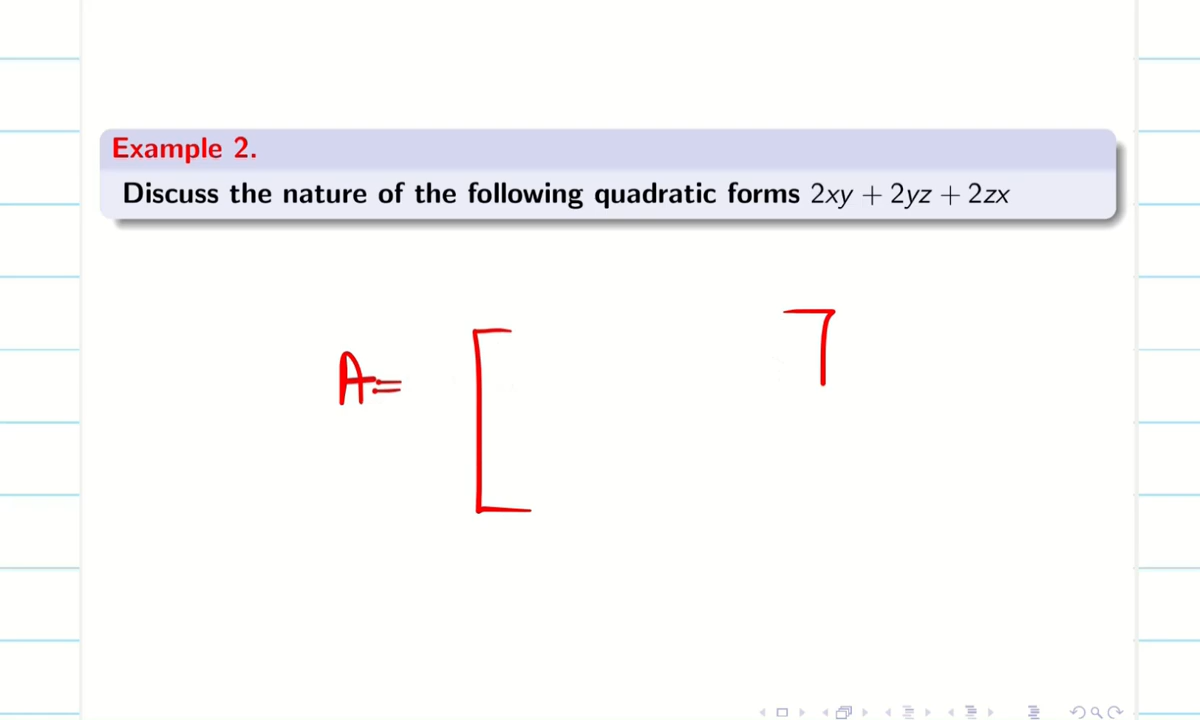 Example 2.
Discuss the nature of the following quadratic forms 2xy + 2yz + 2zx
A= [ ]